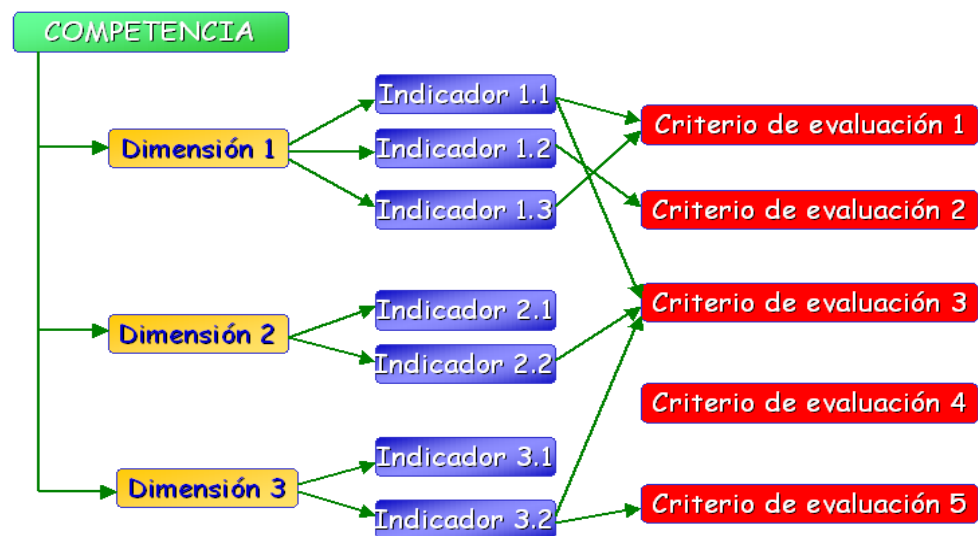 COMPETENCIA
Dimensión 1
Indicador 1.1
Indicador 1.2
Indicador 1.3
Criterio de evaluación 1
Criterio de evaluación 2
Dimensión 2
Indicador 2.1
Indicador 2.2
Criterio de evaluación 3
Criterio de evaluación 4
Dimensión 3
Indicador 3.1
Indicador 3.2
Criterio de evaluación 5